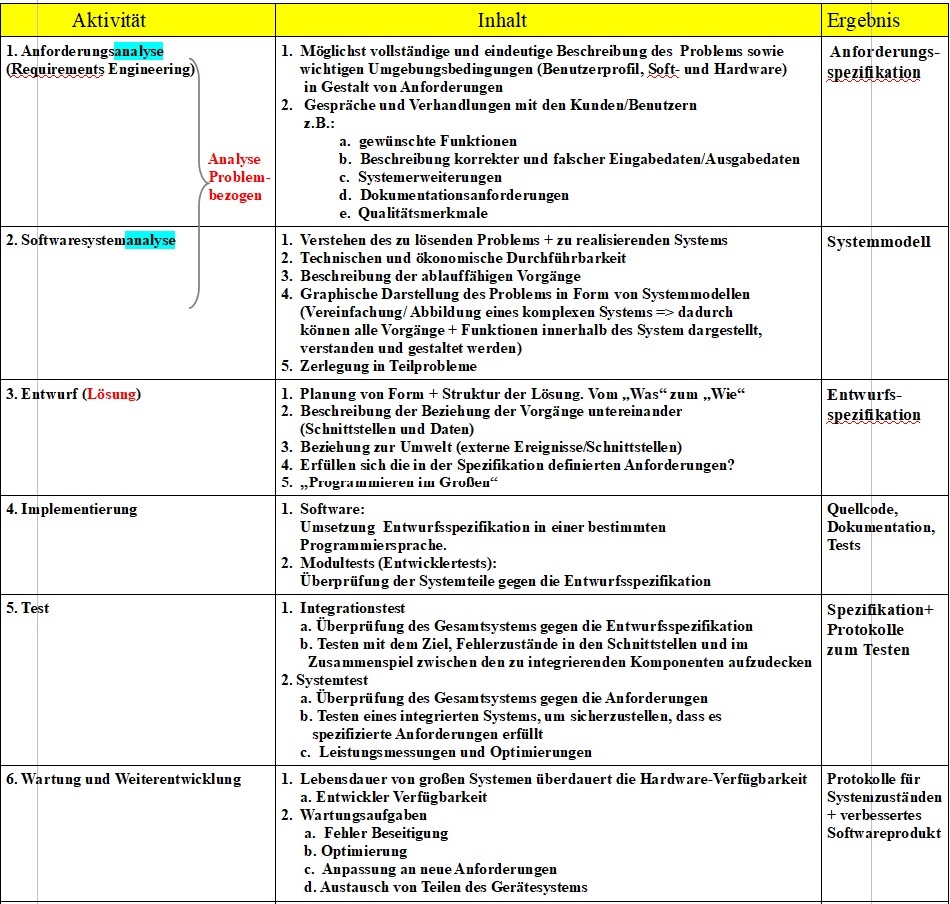 Aktivität
Inhalt
Ergebnis
1. Anforderungsanalyse
(Requirements Engineering)
Analyse
Problem-
bezogen
1. Möglichst vollständige und eindeutige Beschreibung des Problems sowie
wichtigen Umgebungsbedingungen (Benutzerprofil, Soft- und Hardware)
in Gestalt von Anforderungen
2. Gespräche und Verhandlungen mit den Kunden/Benutzern
z.B.:
a. gewünschte Funktionen
b. Beschreibung korrekter und falscher Eingabedaten/Ausgabedaten
c. Systemerweiterungen
d. Dokumentationsanforderungen
e. Qualitätsmerkmale
Anforderungs-
spezifikation
2. Softwaresystemanalyse
1. Verstehen des zu lösenden Problems + zu realisierenden Systems
2. Technischen und ökonomische Durchführbarkeit
3. Beschreibung der ablauffähigen Vorgänge
4. Graphische Darstellung des Problems in Form von Systemmodellen
(Vereinfachung/ Abbildung eines komplexen Systems => dadurch
können alle Vorgänge + Funktionen innerhalb des System dargestellt,
verstanden und gestaltet werden)
5. Zerlegung in Teilprobleme
Systemmodell
3. Entwurf (Lösung)
1. Planung von Form + Struktur der Lösung. Vom „Was“ zum „Wie“
2. Beschreibung der Beziehung der Vorgänge untereinander
(Schnittstellen und Daten)
3. Beziehung zur Umwelt (externe Ereignisse/Schnittstellen)
4. Erfüllen sich die in der Spezifikation definierten Anforderungen?
5. „Programmieren im Großen“
Entwurfs-
spezifikation
4. Implementierung
1. Software:
Umsetzung Entwurfsspezifikation in einer bestimmten
Programmiersprache.
2. Modultests (Entwicklertests):
Überprüfung der Systemteile gegen die Entwurfsspezifikation
Quellcode,
Dokumentation,
Tests
5. Test
1. Integrationstest
a. Überprüfung des Gesamtsystems gegen die Entwurfsspezifikation
b. Testen mit dem Ziel, Fehlerzustände in den Schnittstellen und im
Zusammenspiel zwischen den zu integrierenden Komponenten aufzudecken
2. Systemtest
a. Überprüfung des Gesamtsystems gegen die Anforderungen
b. Testen eines integrierten Systems, um sicherzustellen, dass es
spezifizierte Anforderungen erfüllt
c. Leistungsmessungen und Optimierungen
Spezifikation+
Protokolle
zum Testen
6. Wartung und Weiterentwicklung
1. Lebensdauer von großen Systemen überdauert die Hardware-Verfügbarkeit
a. Entwickler Verfügbarkeit
2. Wartungsaufgaben
a. Fehler Beseitigung
b. Optimierung
c. Anpassung an neue Anforderungen
d. Austausch von Teilen des Gerätesystems
Protokolle für
Systemzuständen
+ verbessertes
Softwareprodukt